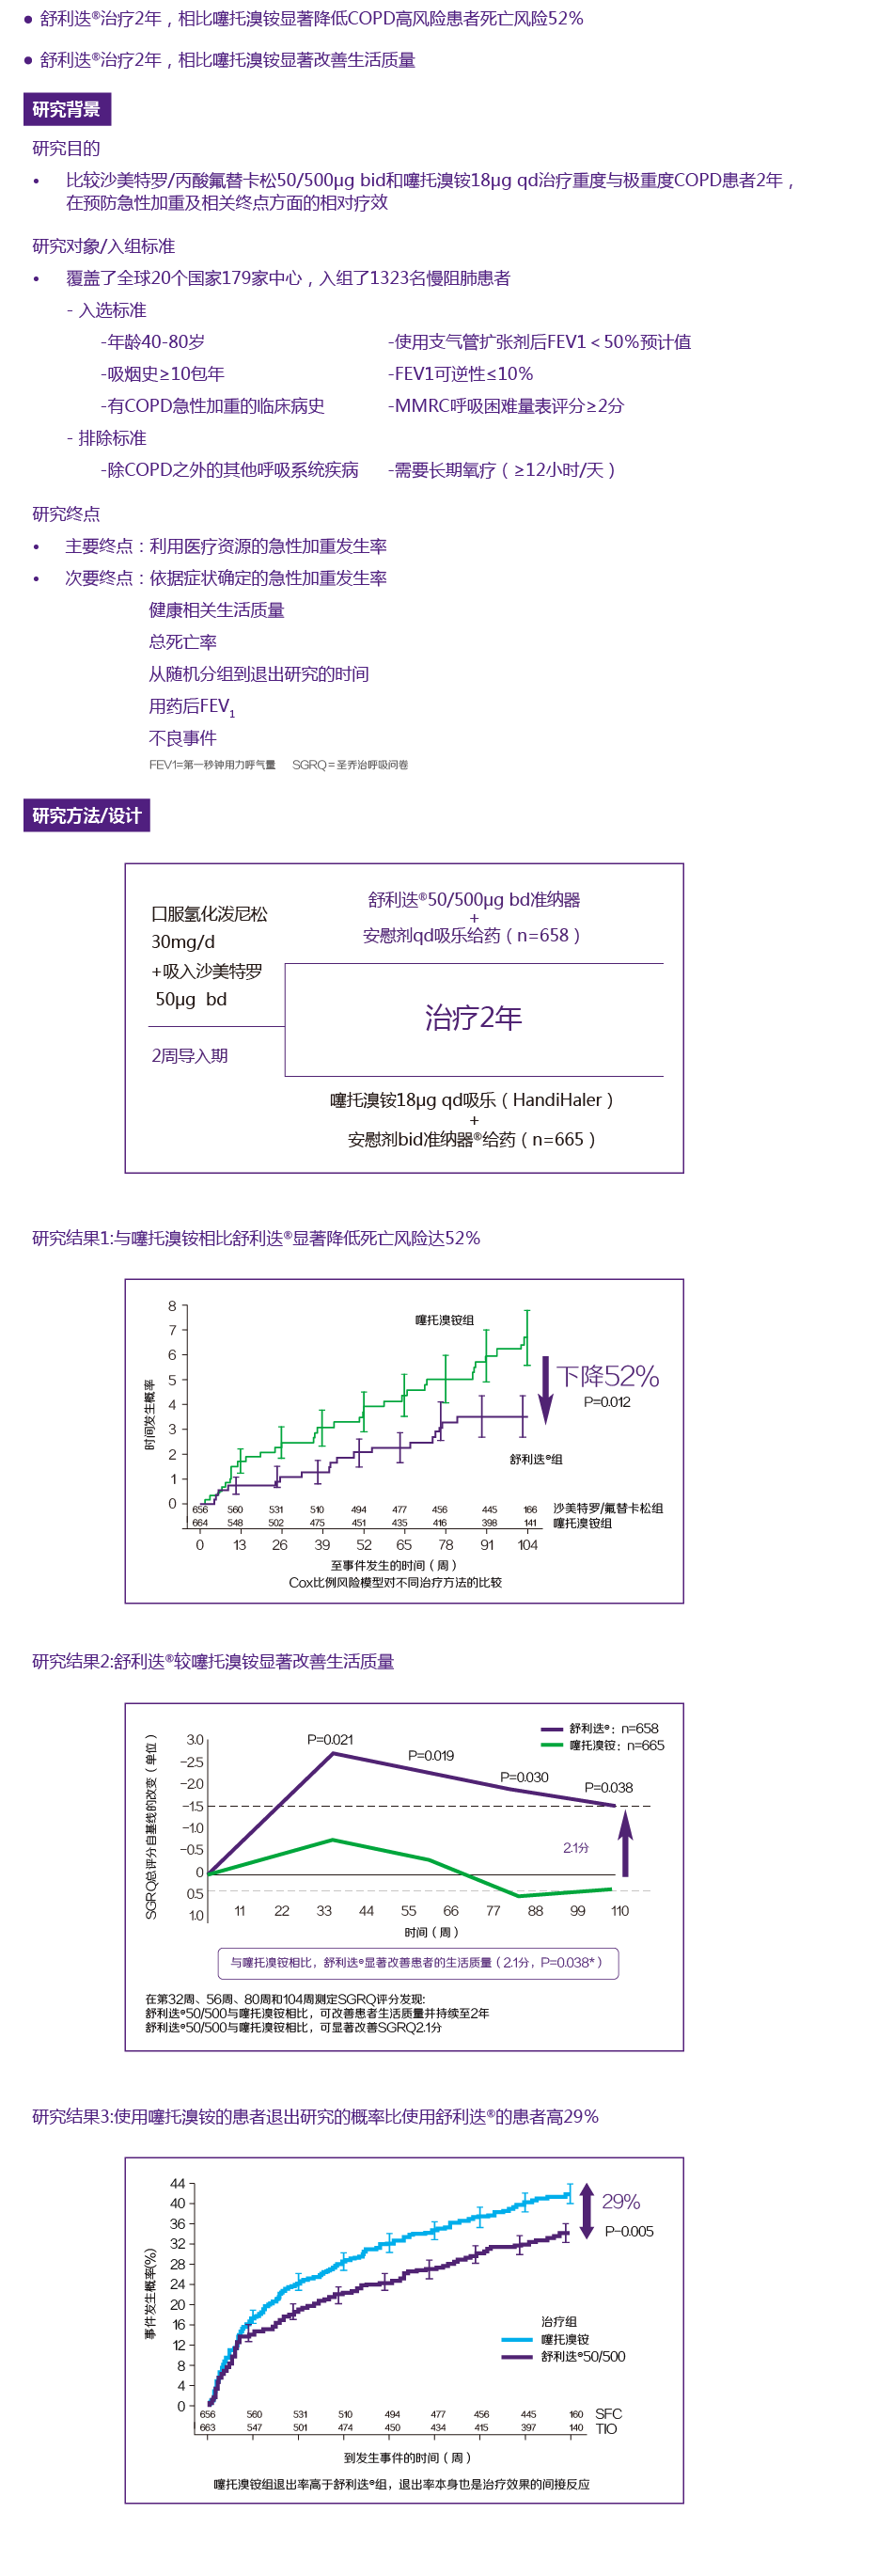 ● 舒利迭®治疗2年，相比噻托溴铵显著降低COPD高风险患者死亡风险52%
● 舒利迭®治疗2年，相比噻托溴铵显著改善生活质量
研究背景
研究目的
• 比较沙美特罗/丙酸氟替卡松50/500μg bid和噻托溴铵18μg qd治疗重度与极重度COPD患者2年，
在预防急性加重及相关终点方面的相对疗效
研究对象/入组标准
• 覆盖了全球20个国家179家中心，入组了1323名慢阻肺患者
- 入选标准
-年龄40-80岁 -使用支气管扩张剂后FEV1＜50%预计值
-吸烟史≥10包年 -FEV1可逆性≤10%
-有COPD急性加重的临床病史 -MMRC呼吸困难量表评分≥2分
- 排除标准
-除COPD之外的其他呼吸系统疾病 -需要长期氧疗（≥12小时/天）
研究终点
• 主要终点：利用医疗资源的急性加重发生率
• 次要终点：依据症状确定的急性加重发生率
健康相关生活质量
总死亡率
从随机分组到退出研究的时间
用药后FEV1
不良事件
FEV1=第一秒钟用力呼气量 SGRQ=圣乔治呼吸问卷
研究方法/设计
口服氢化泼尼松
30mg/d
+吸入沙美特罗
50μg bd
2周导入期
舒利迭®50/500μg bd准纳器
+
安慰剂qd吸乐给药（n=658）
治疗2年
噻托溴铵18μg qd吸乐（HandiHaler）
+
安慰剂bid准纳器®给药（n=665）
研究结果1:与噻托溴铵相比舒利迭®显著降低死亡风险达52%
时间发生概率
8
7
6
5
4
3
2
1
0
噻托溴铵组
下降52%
P=0.012
舒利迭®组
656 560 531 510 494 477 456 445 166 沙美特罗/氟替卡松组
664 548 502 475 451 435 416 398 141 噻托溴铵组
0 13 26 39 52 65 78 91 104
至事件发生的时间（周）
Cox比例风险模型对不同治疗方法的比较
研究结果2:舒利迭®较噻托溴铵显著改善生活质量
SGRQ总评分自基线的改变（单位）
3.0
-2.5
-2.0
-1.5
-1.0
-0.5
0
0.5
1.0
P=0.021
P=0.019
P=0.030
P=0.038
舒利迭®：n=658
噻托溴铵：n=665
2.1分
11 22 33 44 55 66 77 88 99 110
时间（周）
与噻托溴铵相比，舒利迭®显著改善患者的生活质量（2.1分，P=0.038*）
在第32周、56周、80周和104周测定SGRQ评分发现:
舒利迭®50/500与噻托溴铵相比，可改善患者生活质量并持续至2年
舒利迭®50/500与噻托溴铵相比，可显著改善SGRQ2.1分
研究结果3:使用噻托溴铵的患者退出研究的概率比使用舒利迭®的患者高29%
事件发生概率(%)
44
40
36
32
28
24
20
16
12
8
4
0
29%
P-0.005
治疗组
噻托溴铵
舒利迭®50/500
656 560 531 510 494 477 456 445 160 SFC
663 547 501 474 450 434 415 397 140 TIO
到发生事件的时间（周）
噻托溴铵组退出率高于舒利迭®组，退出率本身也是治疗效果的间接反应